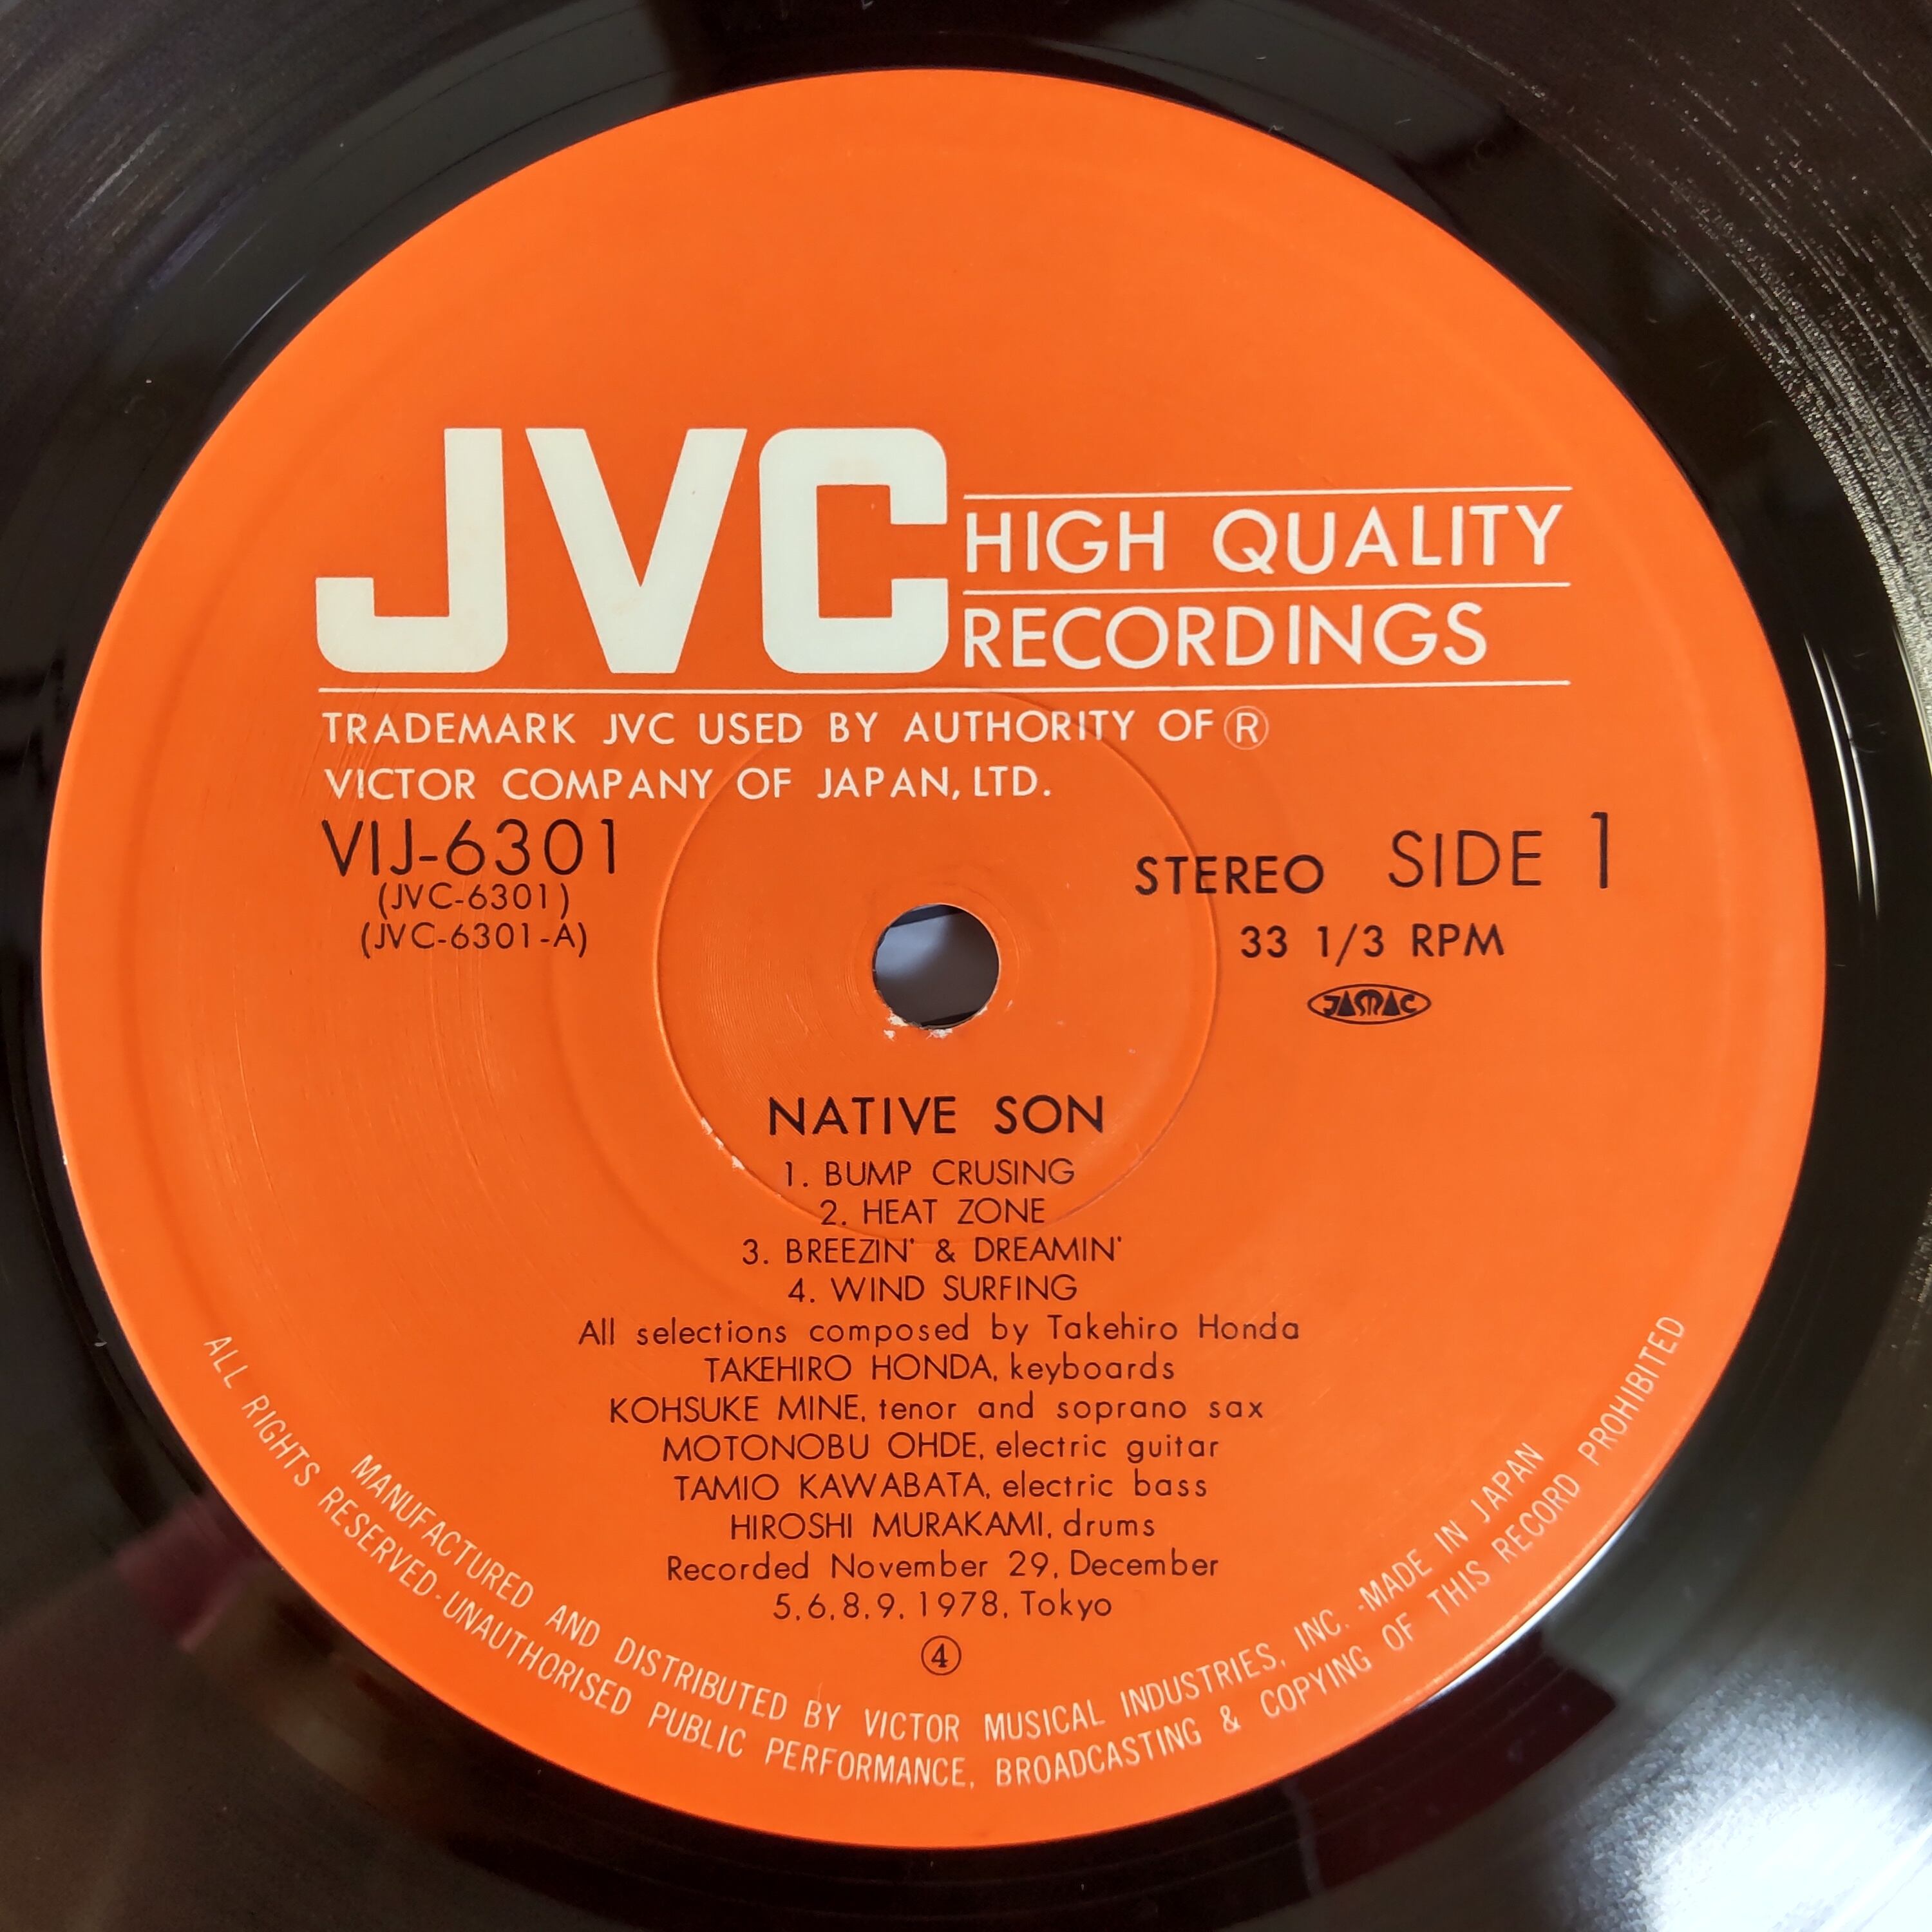 JVC
HIGH QUALITY
RECORDINGS
TRADEMARK JVC USED BY AUTHORITY OF ®
VICTOR COMPANY OF JAPAN, LTD.
VIJ-6301
(JVC-6301)
(JVC-6301-A)
STEREO SIDE 1
33 1/3 RPM
JASMAC
NATIVE SON
1. BUMP CRUSING
2. HEAT ZONE
3. BREEZIN' & DREAMIN'
4. WIND SURFING
All selections composed by Takehiro Honda
TAKEHIRO HONDA, keyboards
KOHSUKE MINE, tenor and soprano sax
MOTONOBU OHDE, electric guitar
TAMIO KAWABATA, electric bass
HIROSHI MURAKAMI, drums
Recorded November 29, December
5, 6, 8, 9, 1978, Tokyo
④
MANUFACTURED AND DISTRIBUTED BY VICTOR MUSICAL INDUSTRIES, INC. -MADE IN JAPAN
ALL RIGHTS RESERVED-UNAUTHORISED PUBLIC PERFORMANCE, BROADCASTING & COPYING OF THIS RECORD PROHIBITED